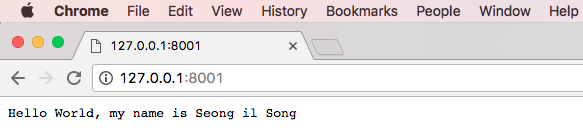 Chrome File Edit View History Bookmarks People Window Help
127.0.0.1:8001
127.0.0.1:8001
Hello World, my name is Seong il Song